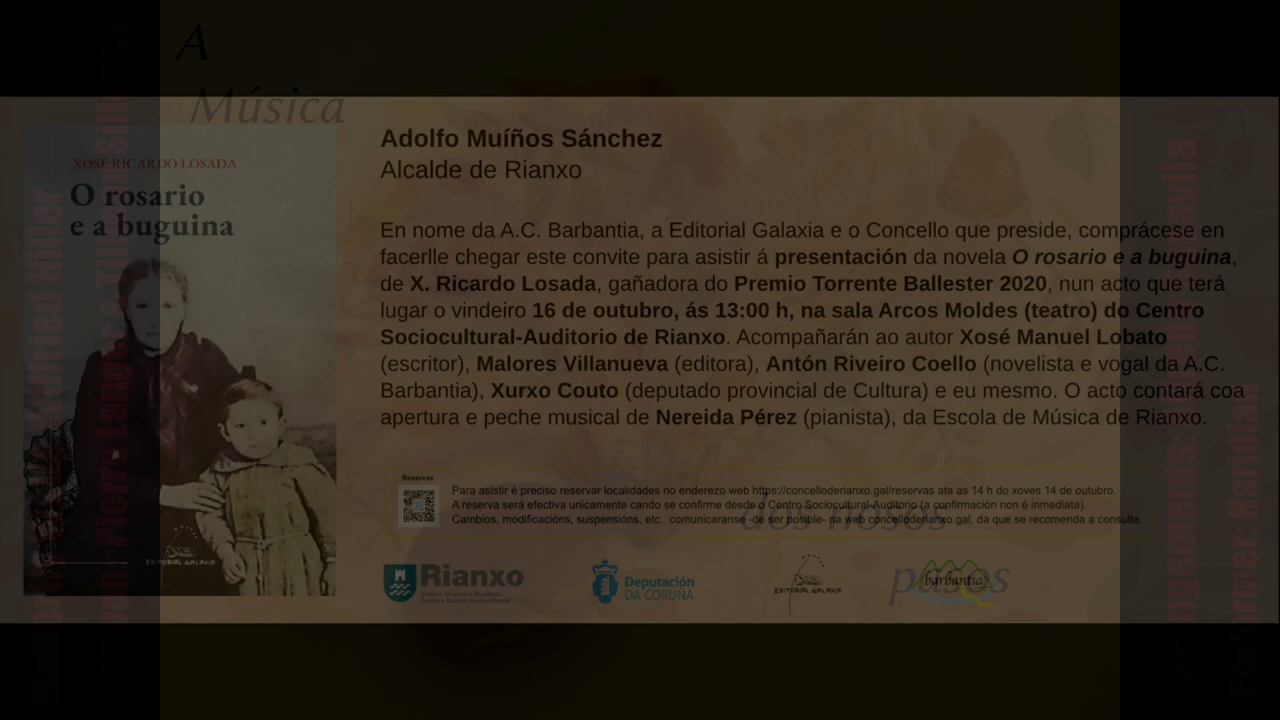 A
Música
XOSÉ RICARDO LOSADA
O rosario
e a buguina
Adolfo Muíños Sánchez
Alcalde de Rianxo
En nome da A.C. Barbantia, a Editorial Galaxia e o Concello que preside, comprácese en
facerlle chegar este convite para asistir á presentación da novela O rosario e a buguina,
de X. Ricardo Losada, gañadora do Premio Torrente Ballester 2020, nun acto que terá
lugar o vindeiro 16 de outubro, ás 13:00 h, na sala Arcos Moldes (teatro) do Centro
Sociocultural-Auditorio de Rianxo. Acompañarán ao autor Xosé Manuel Lobato
(escritor), Malores Villanueva (editora), Antón Riveiro Coello (novelista e vogal da A.C.
Barbantia), Xurxo Couto (deputado provincial de Cultura) e eu mesmo. O acto contará coa
apertura e peche musical de Nereida Pérez (pianista), da Escola de Música de Rianxo.
Reservas
Para asistir é preciso reservar localidades no enderezo web https://concelloderianxo.gal/reservas ata as 14 h do xoves 14 de outubro.
A reserva será efectiva unicamente cando se confirme desde o Centro Sociocultural-Auditorio (a confirmación non é inmediata).
Cambios, modificacións, suspensións, etc. comunicaranse -de ser posible- na web concelloderianxo.gal, da que se recomenda a consulta.
dos nosos
pasos
EDITORIAL GALAXIA
Rianxo
Deputación
DA CORUÑA
EDITORIAL GALAXIA
barbantia